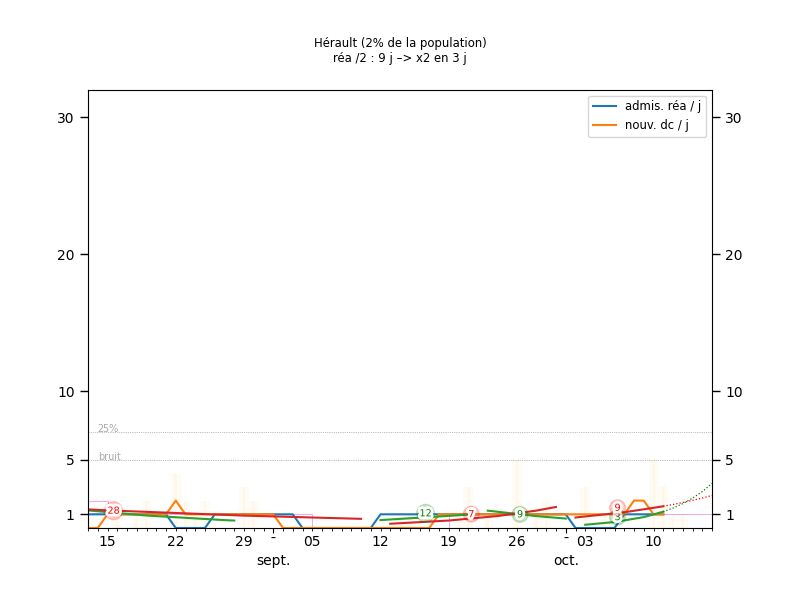 Hérault (2% de la population)
réa /2 : 9 j –> x2 en 3 j
admis. réa / j
nouv. dc / j
30 30
20 20
10 10
25%
5 bruit 5
28 12 7 9 9 3
1 1
15 22 29 - 05 12 19 26 - 03 10
sept. oct.